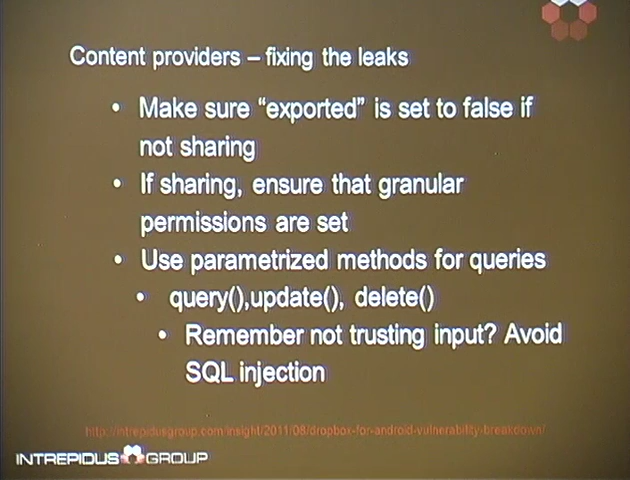 Content providers – fixing the leaks
• Make sure “exported” is set to false if
not sharing
• If sharing, ensure that granular
permissions are set
• Use parametrized methods for queries
• query(),update(), delete()
• Remember not trusting input? Avoid
SQL injection
http://intrepidusgroup.com/insight/2011/08/dropbox-for-android-vulnerability-breakdown/
INTREPIDUS GROUP